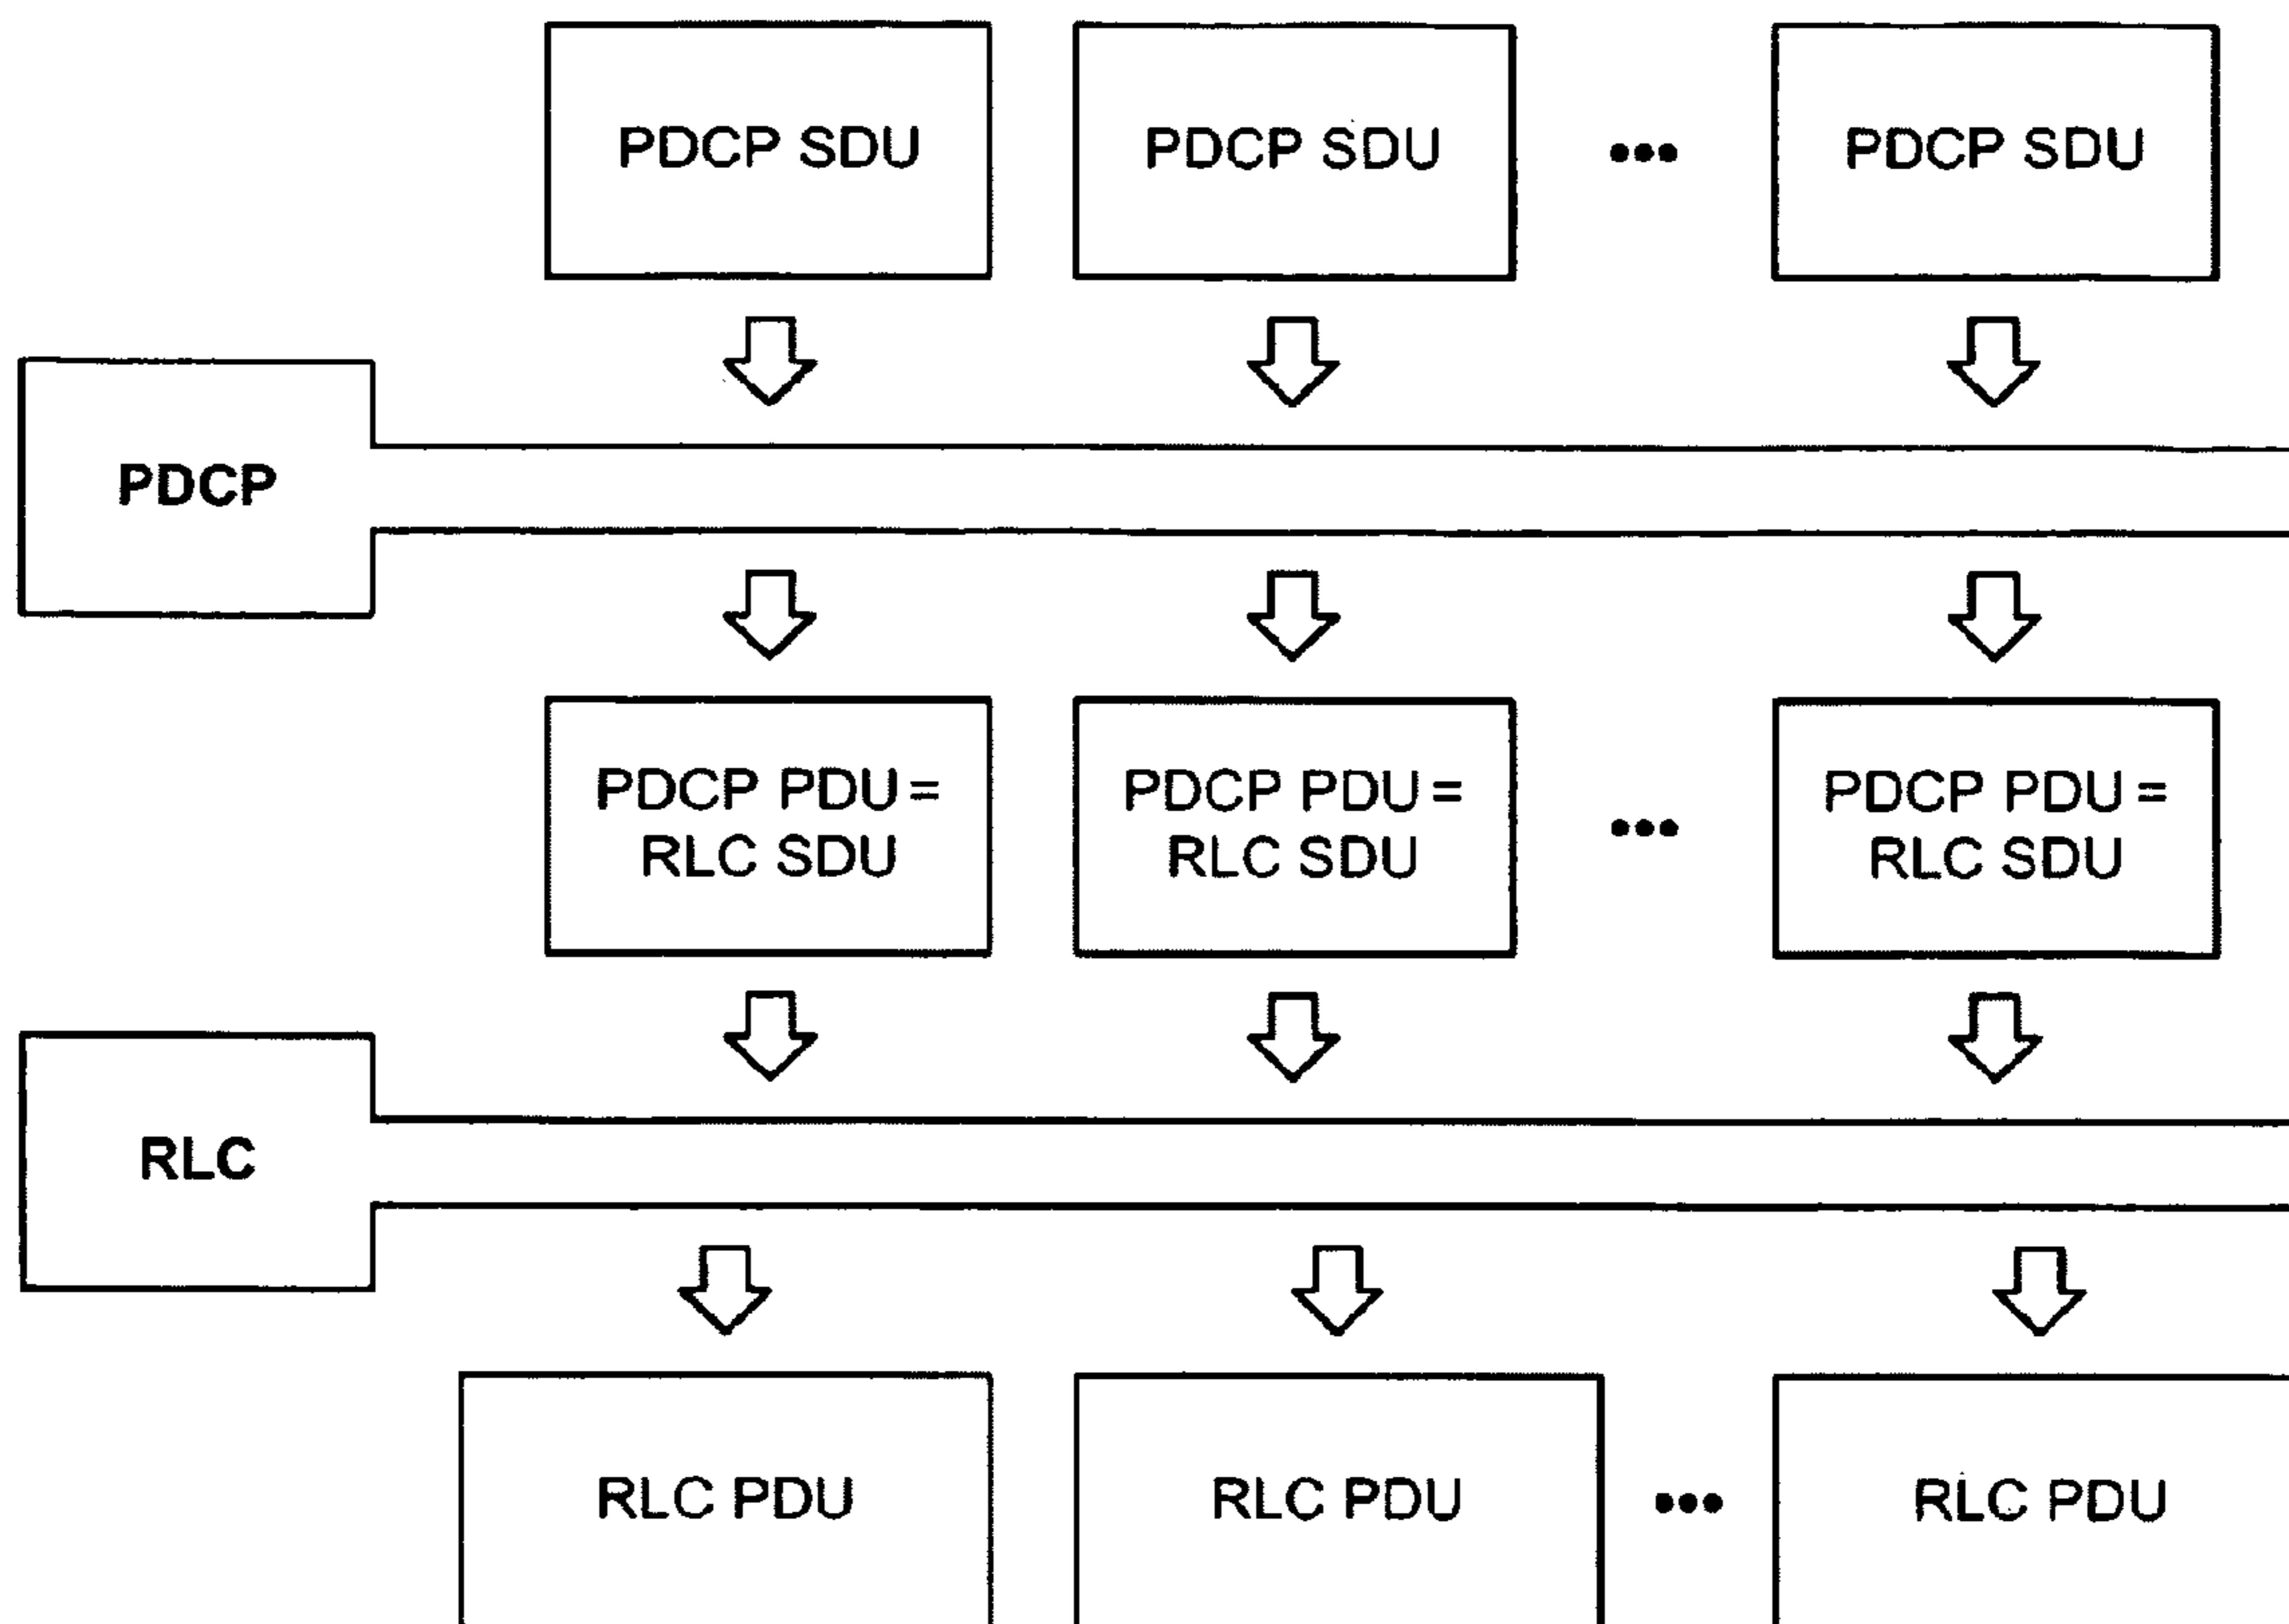 PDCP SDU PDCP SDU ••• PDCP SDU
PDCP
PDCP PDU = PDCP PDU = ••• PDCP PDU =
RLC SDU RLC SDU RLC SDU
RLC
RLC PDU RLC PDU ••• RLC PDU